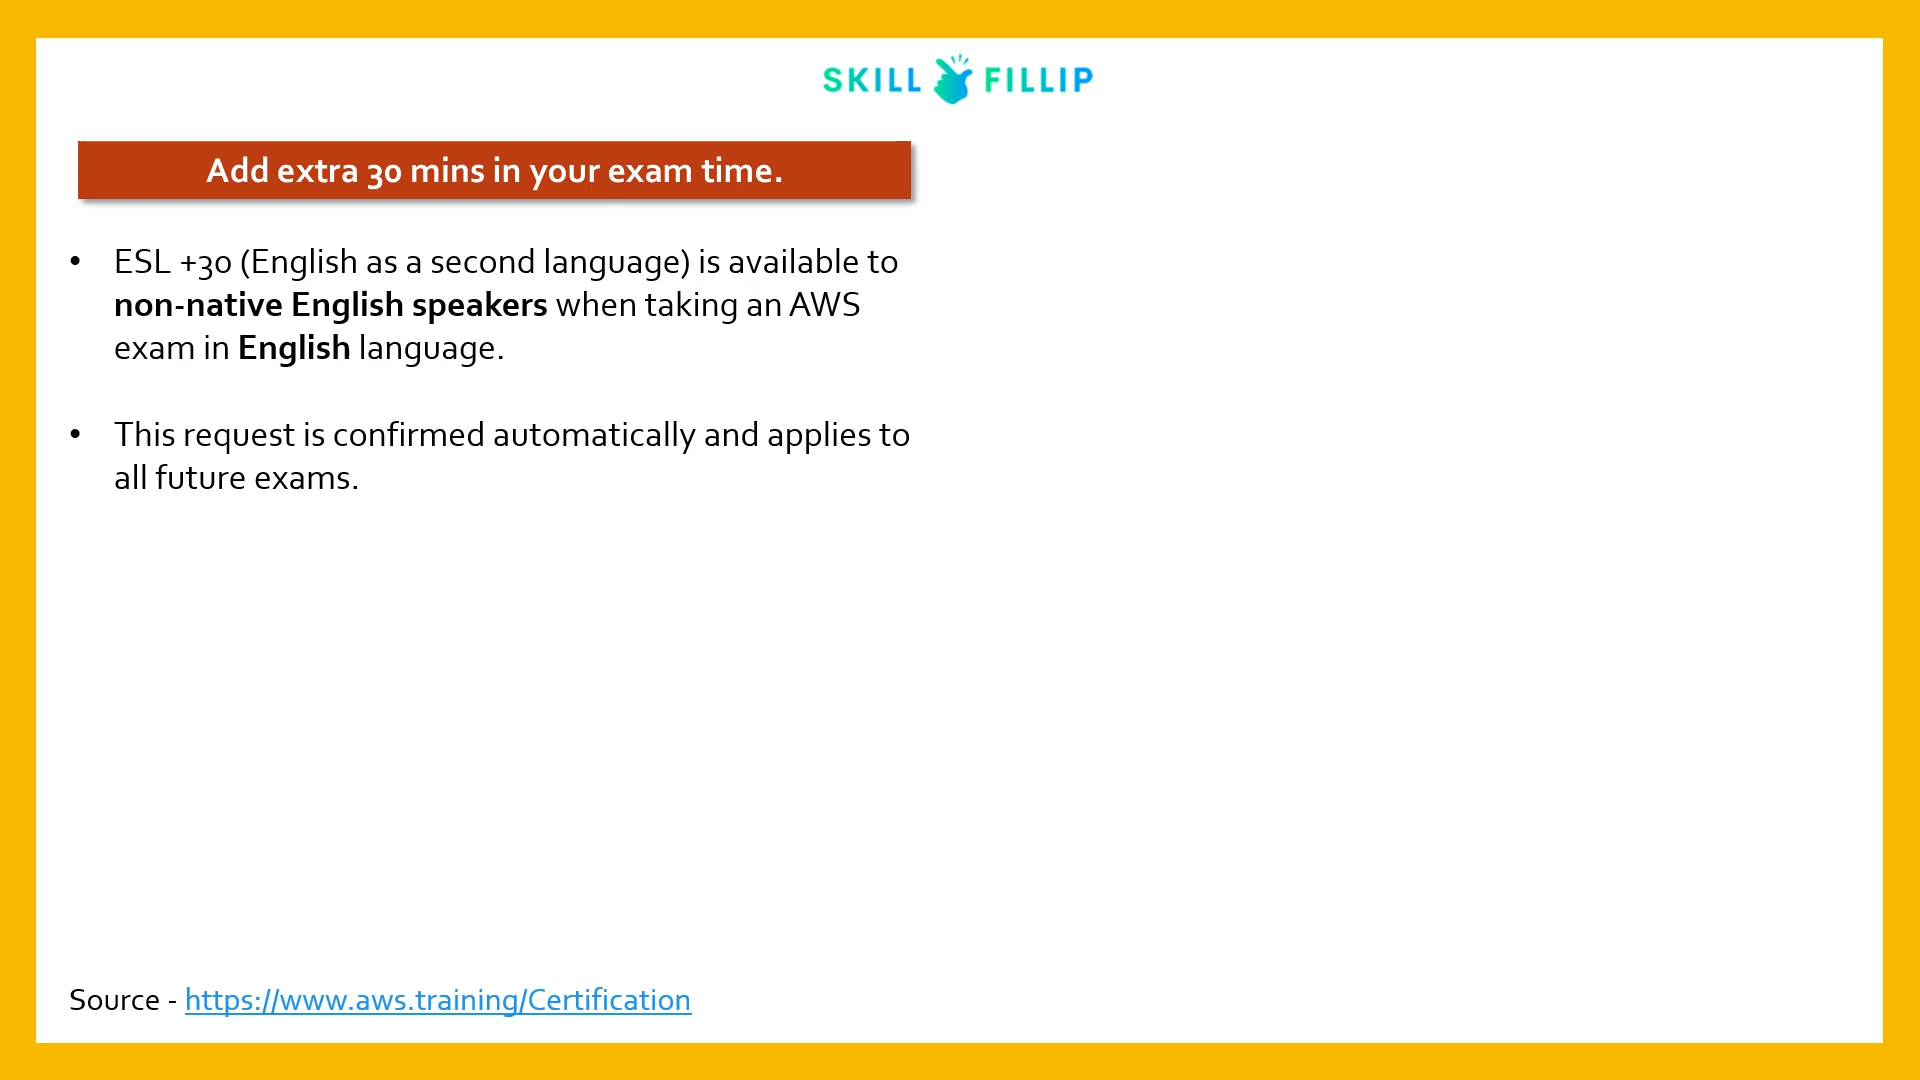 SKILL FILLIP
Add extra 30 mins in your exam time.
• ESL +30 (English as a second language) is available to
non-native English speakers when taking an AWS
exam in English language.
• This request is confirmed automatically and applies to
all future exams.
Source - https://www.aws.training/Certification